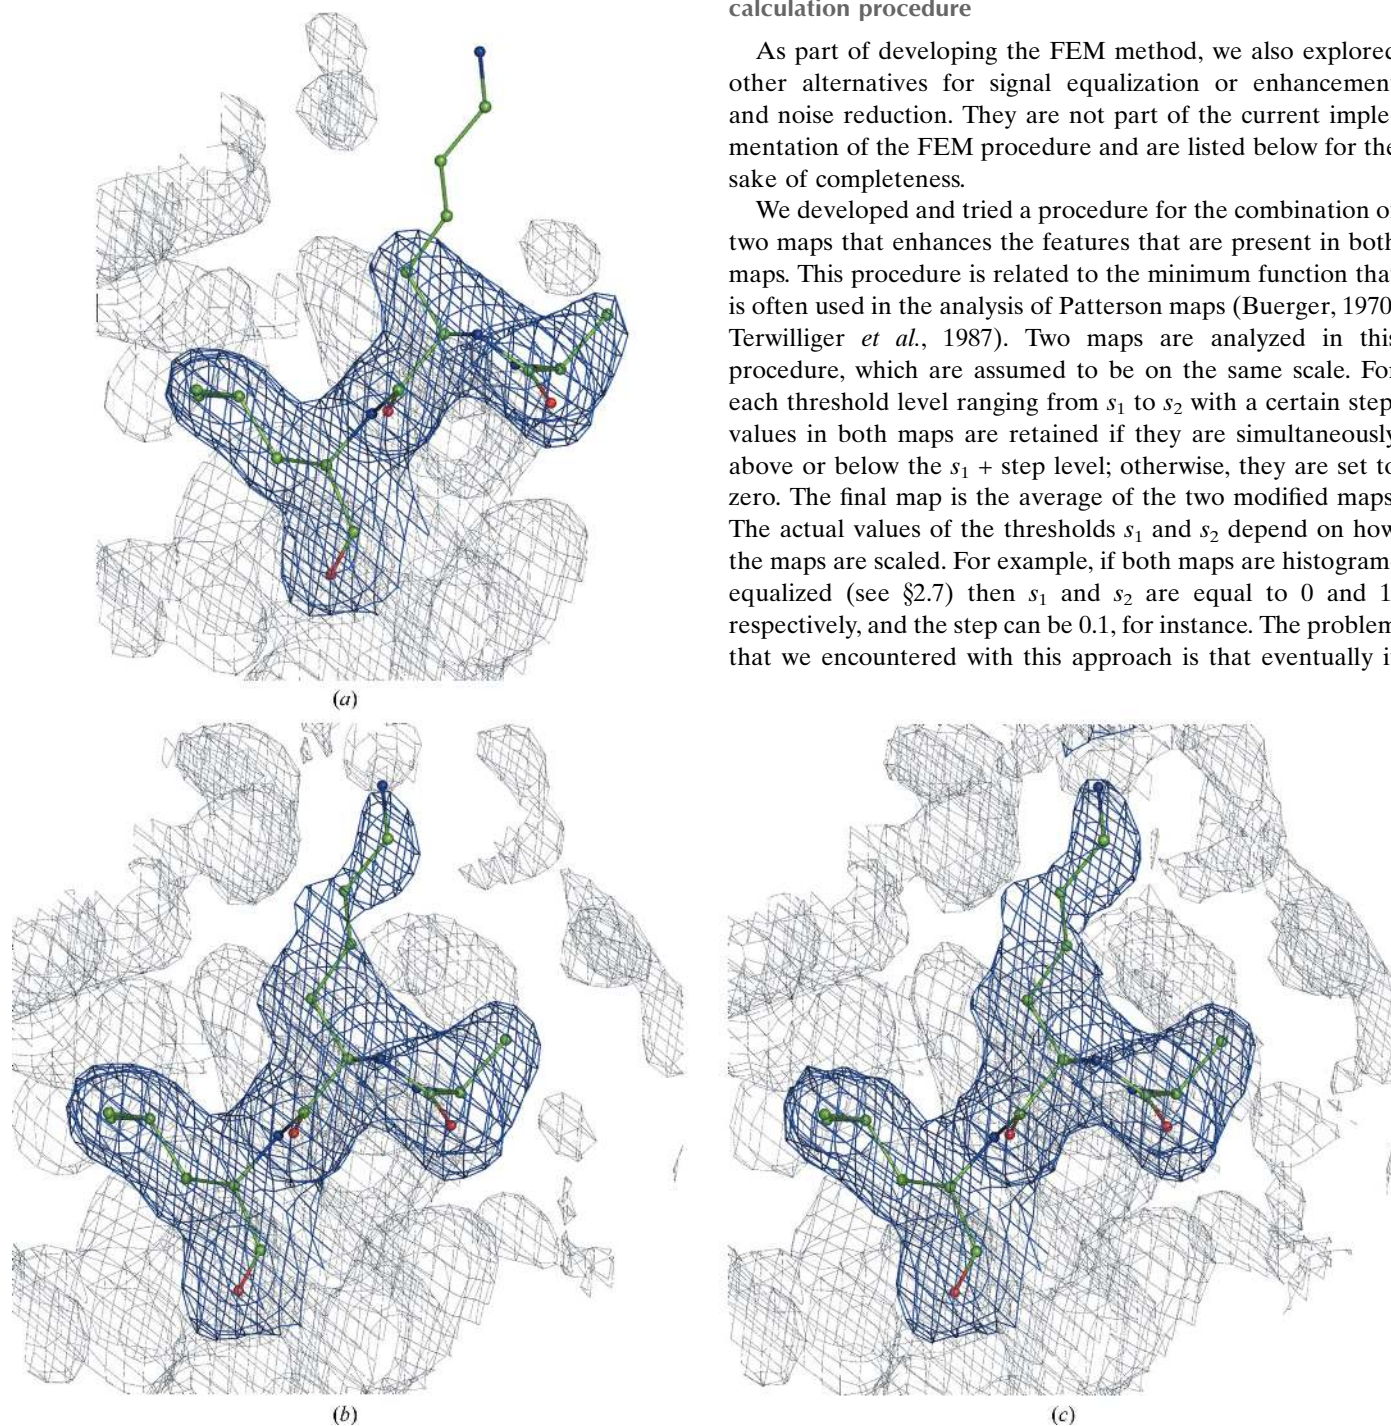 calculation procedure
As part of developing the FEM method, we also explored
other alternatives for signal equalization or enhancement
and noise reduction. They are not part of the current imple-
mentation of the FEM procedure and are listed below for the
sake of completeness.
We developed and tried a procedure for the combination of
two maps that enhances the features that are present in both
maps. This procedure is related to the minimum function that
is often used in the analysis of Patterson maps (Buerger, 1970
Terwilliger et al., 1987). Two maps are analyzed in this
procedure, which are assumed to be on the same scale. For
each threshold level ranging from s₁ to s₂ with a certain step
values in both maps are retained if they are simultaneously
above or below the s₁ + step level; otherwise, they are set to
zero. The final map is the average of the two modified maps.
The actual values of the thresholds s₁ and s₂ depend on how
the maps are scaled. For example, if both maps are histogram-
equalized (see §2.7) then s₁ and s₂ are equal to 0 and 1,
respectively, and the step can be 0.1, for instance. The problem
that we encountered with this approach is that eventually i
(a)
(b)
(c)